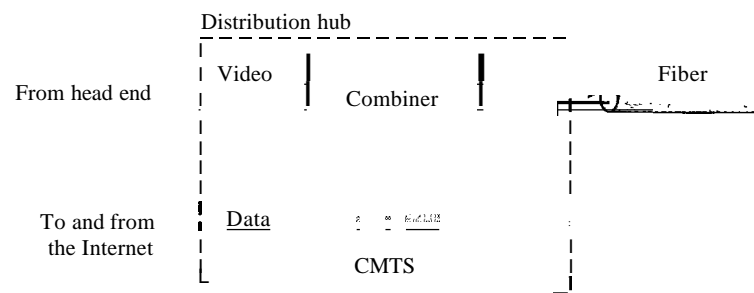 Distribution hub
Video
Fiber
From head end
Combiner
To and from
the Internet
Data
CMTS